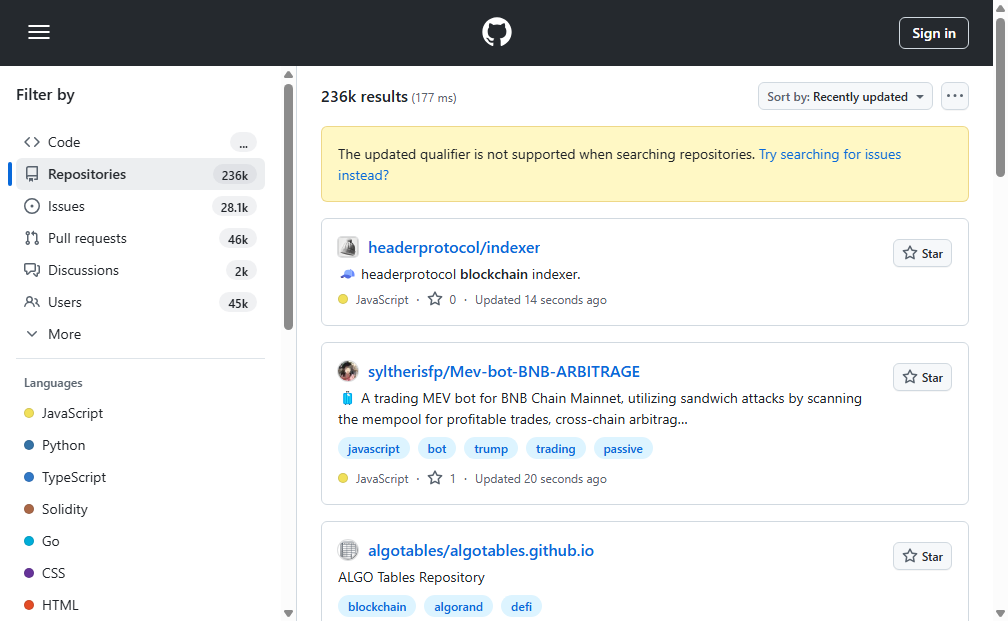 Sign in
Filter by
Code
...
Repositories
236k
Issues
28.1k
Pull requests
46k
Discussions
2k
Users
45k
More
Languages
JavaScript
Python
TypeScript
Solidity
Go
CSS
HTML
236k results (177 ms)
Sort by: Recently updated
The updated qualifier is not supported when searching repositories. Try searching for issues
instead?
headerprotocol/indexer
Star
headerprotocol blockchain indexer.
JavaScript · 0 · Updated 14 seconds ago
syltherisfp/Mev-bot-BNB-ARBITRAGE
Star
A trading MEV bot for BNB Chain Mainnet, utilizing sandwich attacks by scanning
the mempool for profitable trades, cross-chain arbitrag...
javascript bot trump trading passive
JavaScript · 1 · Updated 20 seconds ago
algotables/algotables.github.io
Star
ALGO Tables Repository
blockchain algorand defi